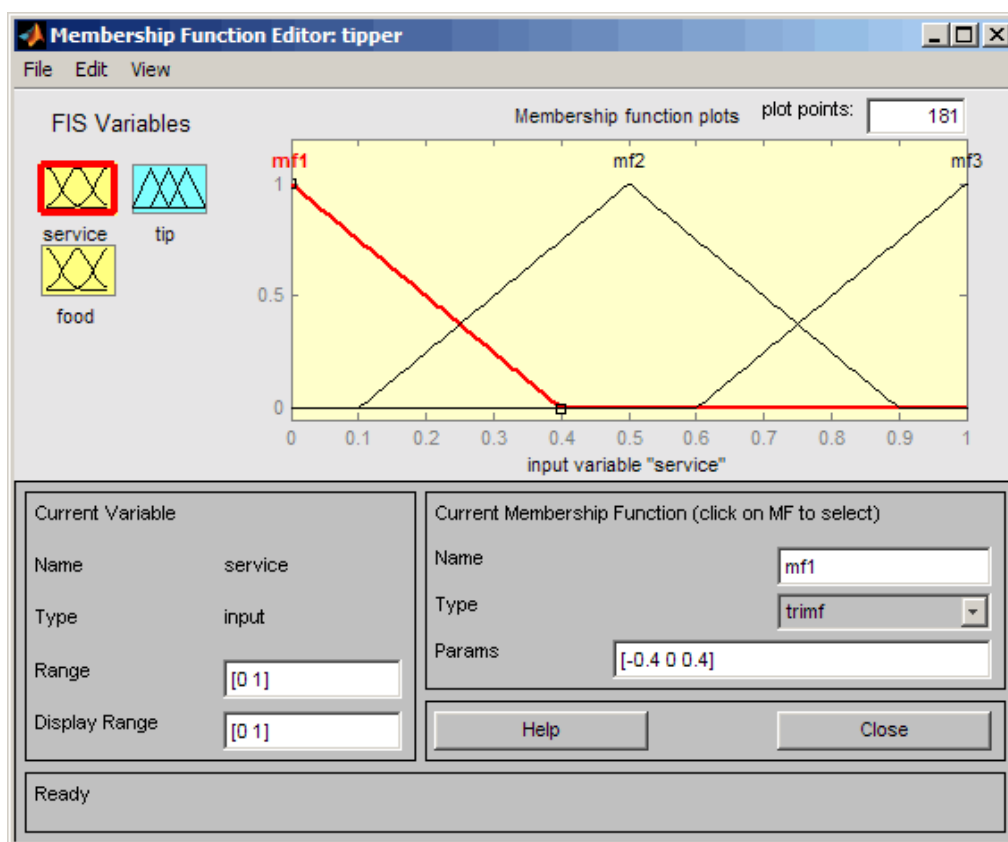 Membership Function Editor: tipper
File Edit View
FIS Variables
Membership function plots plot points: 181
service tip
food
mf1 mf2 mf3
1
0.5
0
0 0.1 0.2 0.3 0.4 0.5 0.6 0.7 0.8 0.9 1
input variable "service"
Current Variable
Name service
Type input
Range [0 1]
Display Range [0 1]
Current Membership Function (click on MF to select)
Name mf1
Type trimf
Params [-0.4 0 0.4]
Help Close
Ready